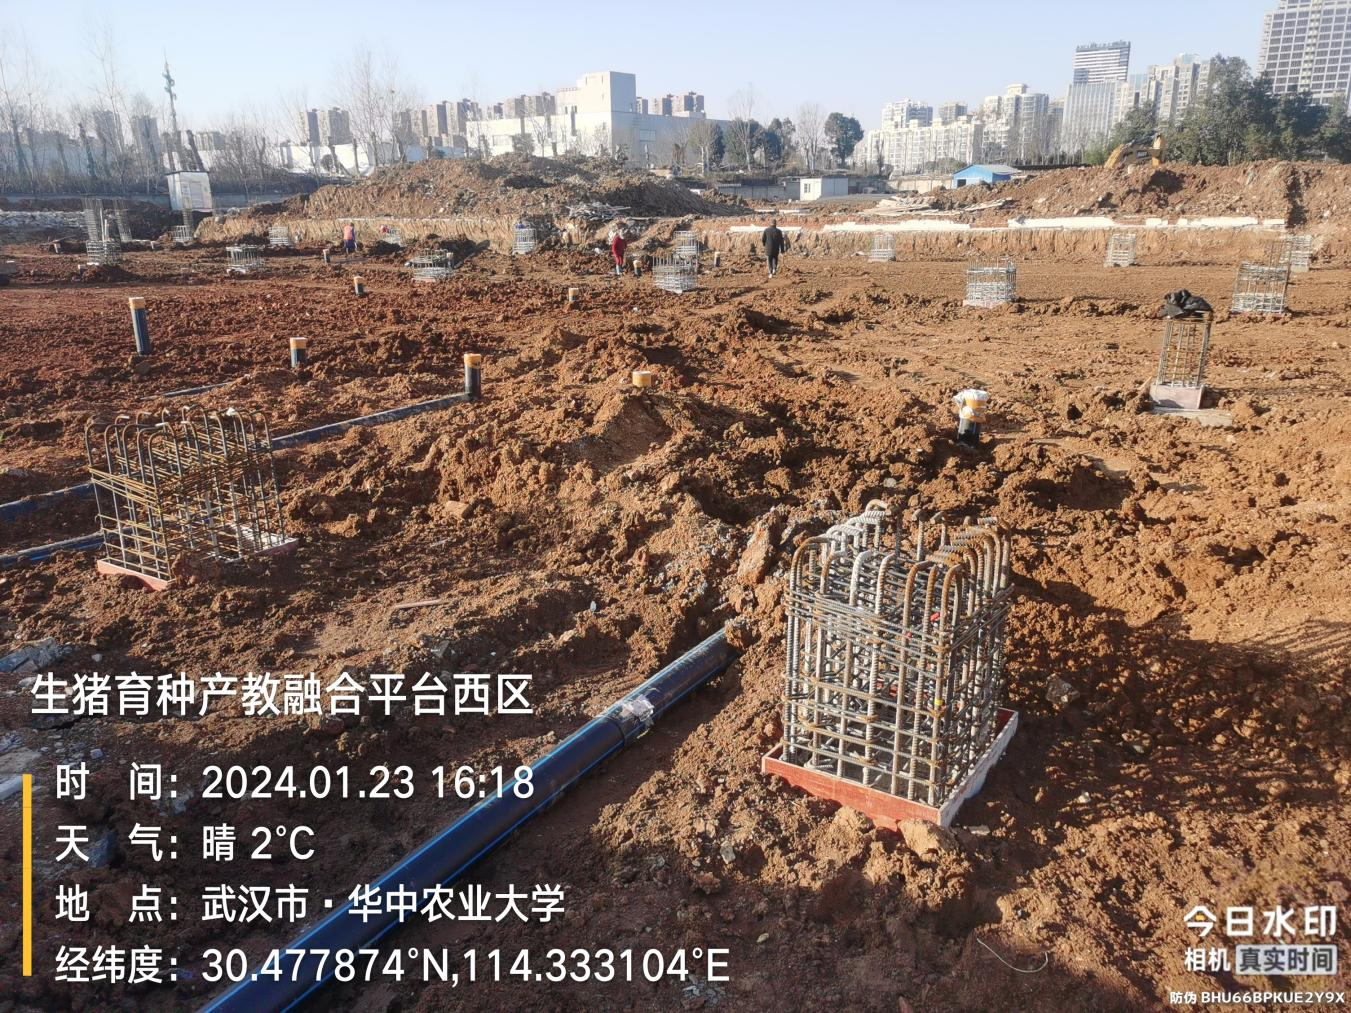 生猪育种产教融合平台西区
时 间：2024.01.23 16:18
天 气：晴 2℃
地 点：武汉市·华中农业大学
经纬度：30.477874°N,114.333104°E
今日水印
相机 真实时间
防伪 BHU66BPKUE2Y9X